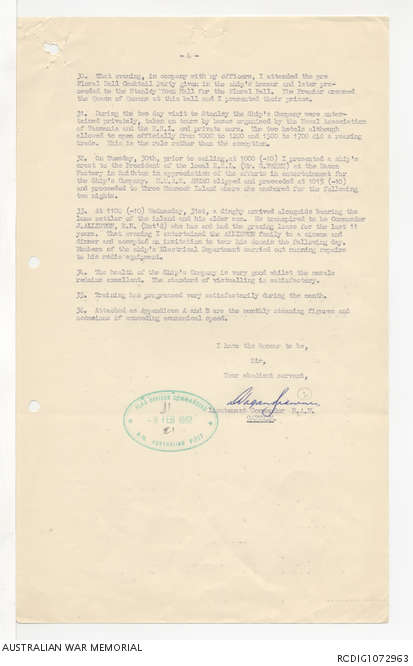 - 4 -
30. That evening, in company with my officers, I attended the pre
Floral Ball Cocktail Party given in the ship's honour and later pro-
ceeded to the Stanley Town Hall for the Floral Ball. The Premier crowned
the Queen of Queens at this ball and I presented their prizes.
31. During the two day visit to Stanley the Ship's Company were enter-
tained privately, taken on tours by buses organised by the Naval Association
of Tasmania and the R.S.L. and private cars. The two hotels although
allowed to open officially from 1000 to 1200 and 1500 to 1700 did a roaring
trade. This is the rule rather than the exception.
32. On Tuesday, 30th, prior to sailing at 1000 (-10) I presented a ship's
crest to the President of the local R.S.L. at the
Factory in Smithton in appreciation of the efforts in entertainment for
the Ship's Company. H.M.A.S. slipped and proceeded at 1015 (-10)
and proceeded to Three Hummock Island where she anchored for the following
two nights.
33. At 1100 (-10) Wednesday, 31st, a dinghy arrived alongside bearing the
lone settler of the island and his elder son. He transpired to be Commander
J. ALLISTON, R.N. (Ret'd) who has and had the grazing lease for the last 11
years. That evening I entertained the ALLISTON family to a cinema and
dinner and accepted an invitation to tour his domain the following day.
Members of the ship's Electrical Department carried out running repairs
to his radio equipment.
34. The health of the Ship's Company is very good whilst the morale
remains excellent. The standard of victualling is satisfactory.
35. Training has progressed very satisfactorily during the month.
36. Attached as Appendices A and B are the monthly steaming figures and
occasions of exceeding economical speed.
I have the honour to be,
Sir,
Your obedient servant,
Lieutenant Commander R.A.N.
FLAG OFFICER COMMANDING
FEB 1962
H.M. AUSTRALIAN FLEET
AUSTRALIAN WAR MEMORIAL
RCDIG1072963